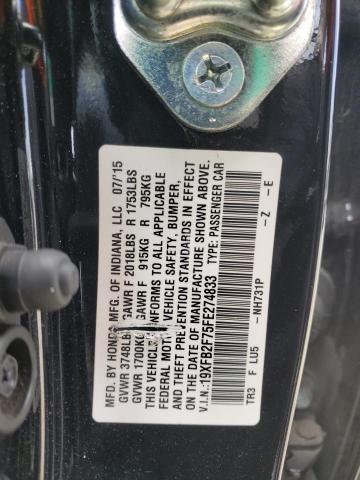 MFD. BY HONDA MFG. OF INDIANA, LLC 07/'15
GVWR 3748LBS GAWR F 2018LBS R 1753LBS
GVWR 1700KG GAWR F 915KG R 795KG
THIS VEHICLE CONFORMS TO ALL APPLICABLE
FEDERAL MOTOR VEHICLE SAFETY, BUMPER,
AND THEFT PREVENTION STANDARDS IN EFFECT
ON THE DATE OF MANUFACTURE SHOWN ABOVE.
V.I.N.:19XFB2F75FE274833 TYPE: PASSENGER CAR
TR3 F LU5 -NH731P -Z -E